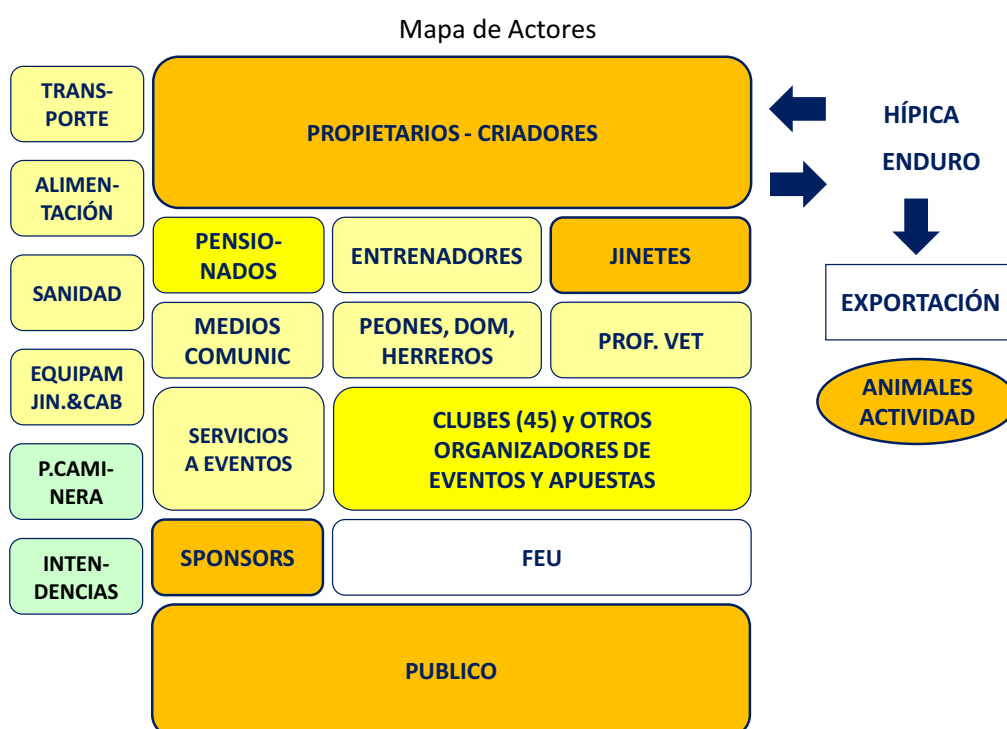 Mapa de Actores
TRANS-
PORTE
ALIMEN-
TACIÓN
SANIDAD
EQUIPAM
JIN.&CAB
P.CAMI-
NERA
INTEN-
DENCIAS
PROPIETARIOS - CRIADORES
PENSIO-
NADOS
ENTRENADORES
JINETES
MEDIOS
COMUNIC
PEONES, DOM,
HERREROS
PROF. VET
SERVICIOS
A EVENTOS
CLUBES (45) y OTROS
ORGANIZADORES DE
EVENTOS Y APUESTAS
SPONSORS
FEU
PUBLICO
HÍPICA
ENDURO
EXPORTACIÓN
ANIMALES
ACTIVIDAD